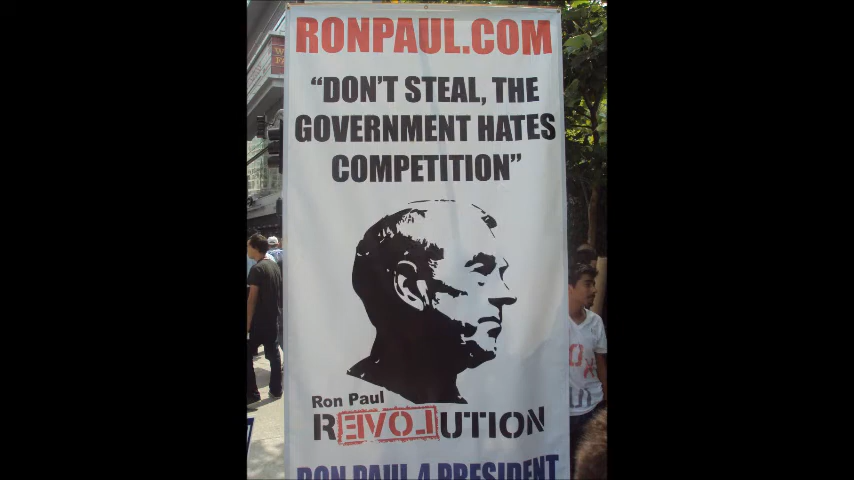 RONPAUL.COM
"DON'T STEAL, THE
GOVERNMENT HATES
COMPETITION"
Ron Paul
REVOLUTION
RON PAUL 4 PRESIDENT